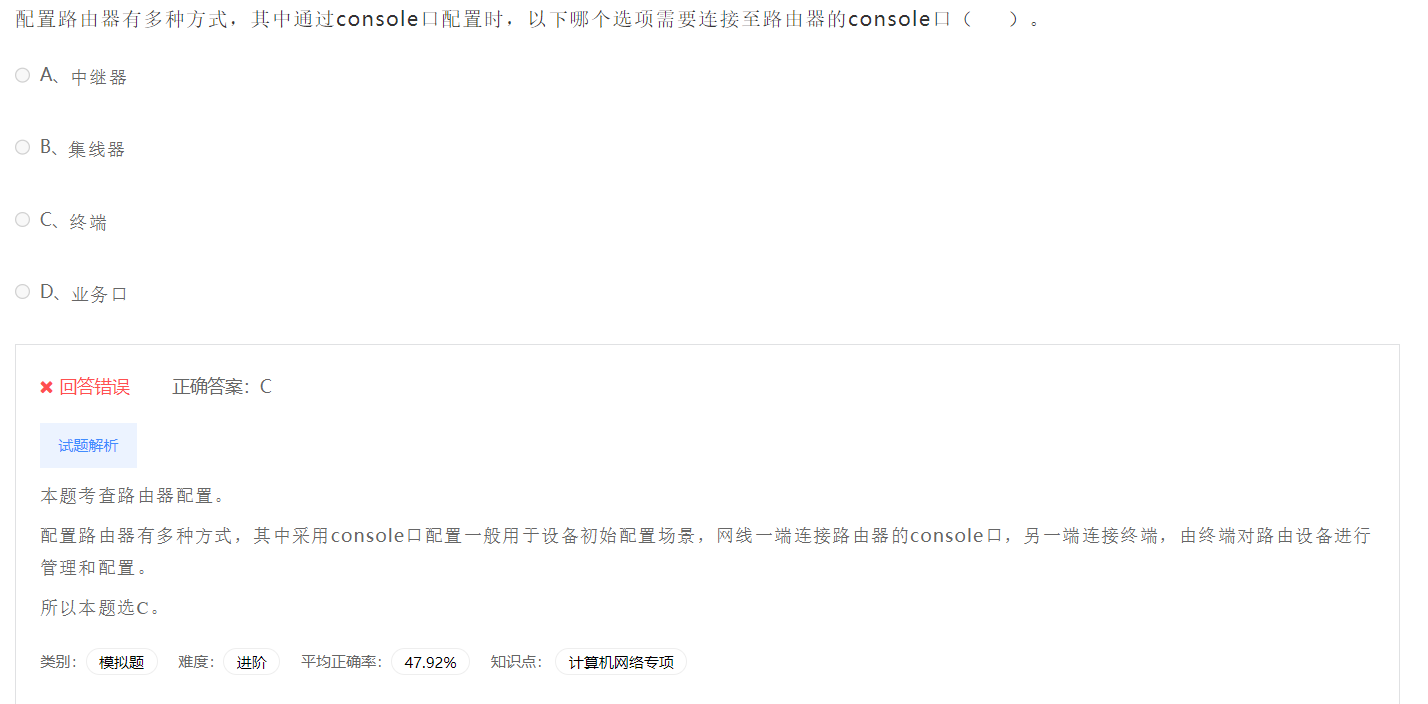 配置路由器有多种方式，其中通过console口配置时，以下哪个选项需要连接至路由器的console口（　　）。
A、中继器
B、集线器
C、终端
D、业务口
回答错误 正确答案：C
试题解析
本题考查路由器配置。
配置路由器有多种方式，其中采用console口配置一般用于设备初始配置场景，网线一端连接路由器的console口，另一端连接终端，由终端对路由设备进行
管理和配置。
所以本题选C。
类别： 模拟题 难度： 进阶 平均正确率： 47.92% 知识点： 计算机网络专项